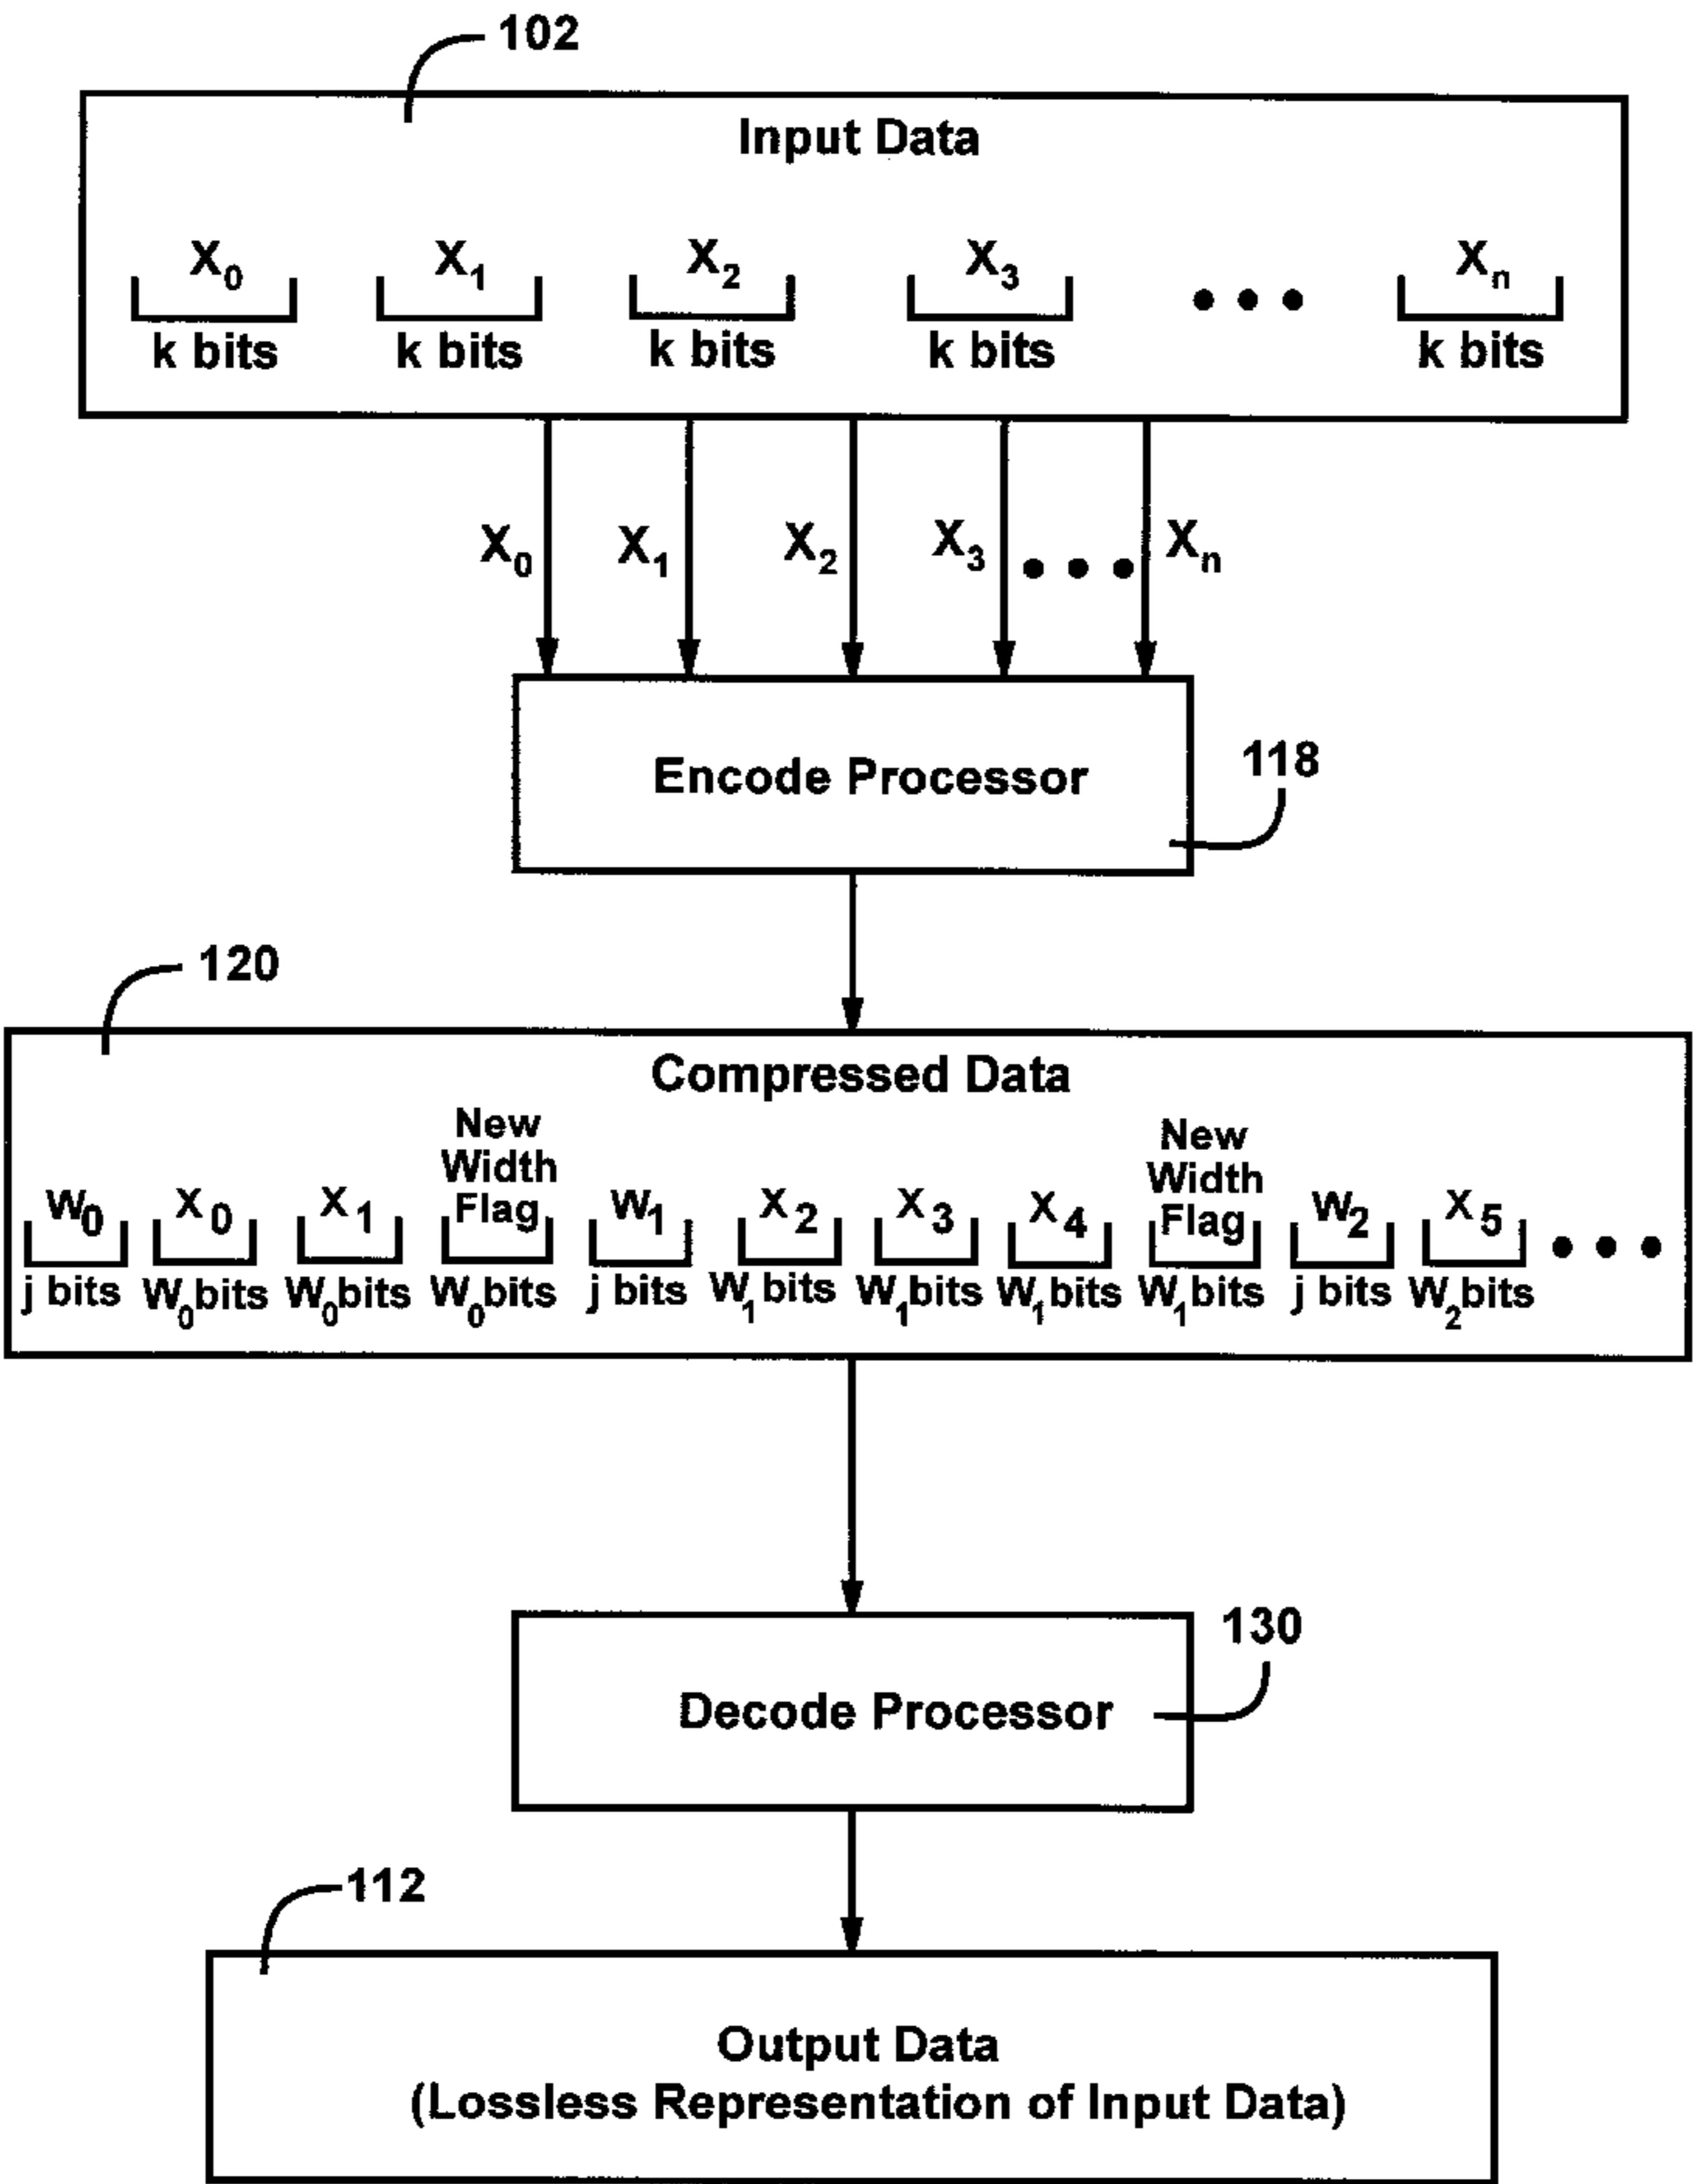 102
Input Data
X₀ X₁ X₂ X₃ ••• Xₙ
k bits k bits k bits k bits k bits
X₀ X₁ X₂ X₃ ••• Xₙ
Encode Processor
118
120
Compressed Data
New Width Flag
New Width Flag
W₀ X₀ X₁ W₁ X₂ X₃ X₄ W₂ X₅ •••
j bits W₀bits W₀bits W₀bits j bits W₁bits W₁bits W₁bits W₁bits j bits W₂bits
130
Decode Processor
112
Output Data
(Lossless Representation of Input Data)